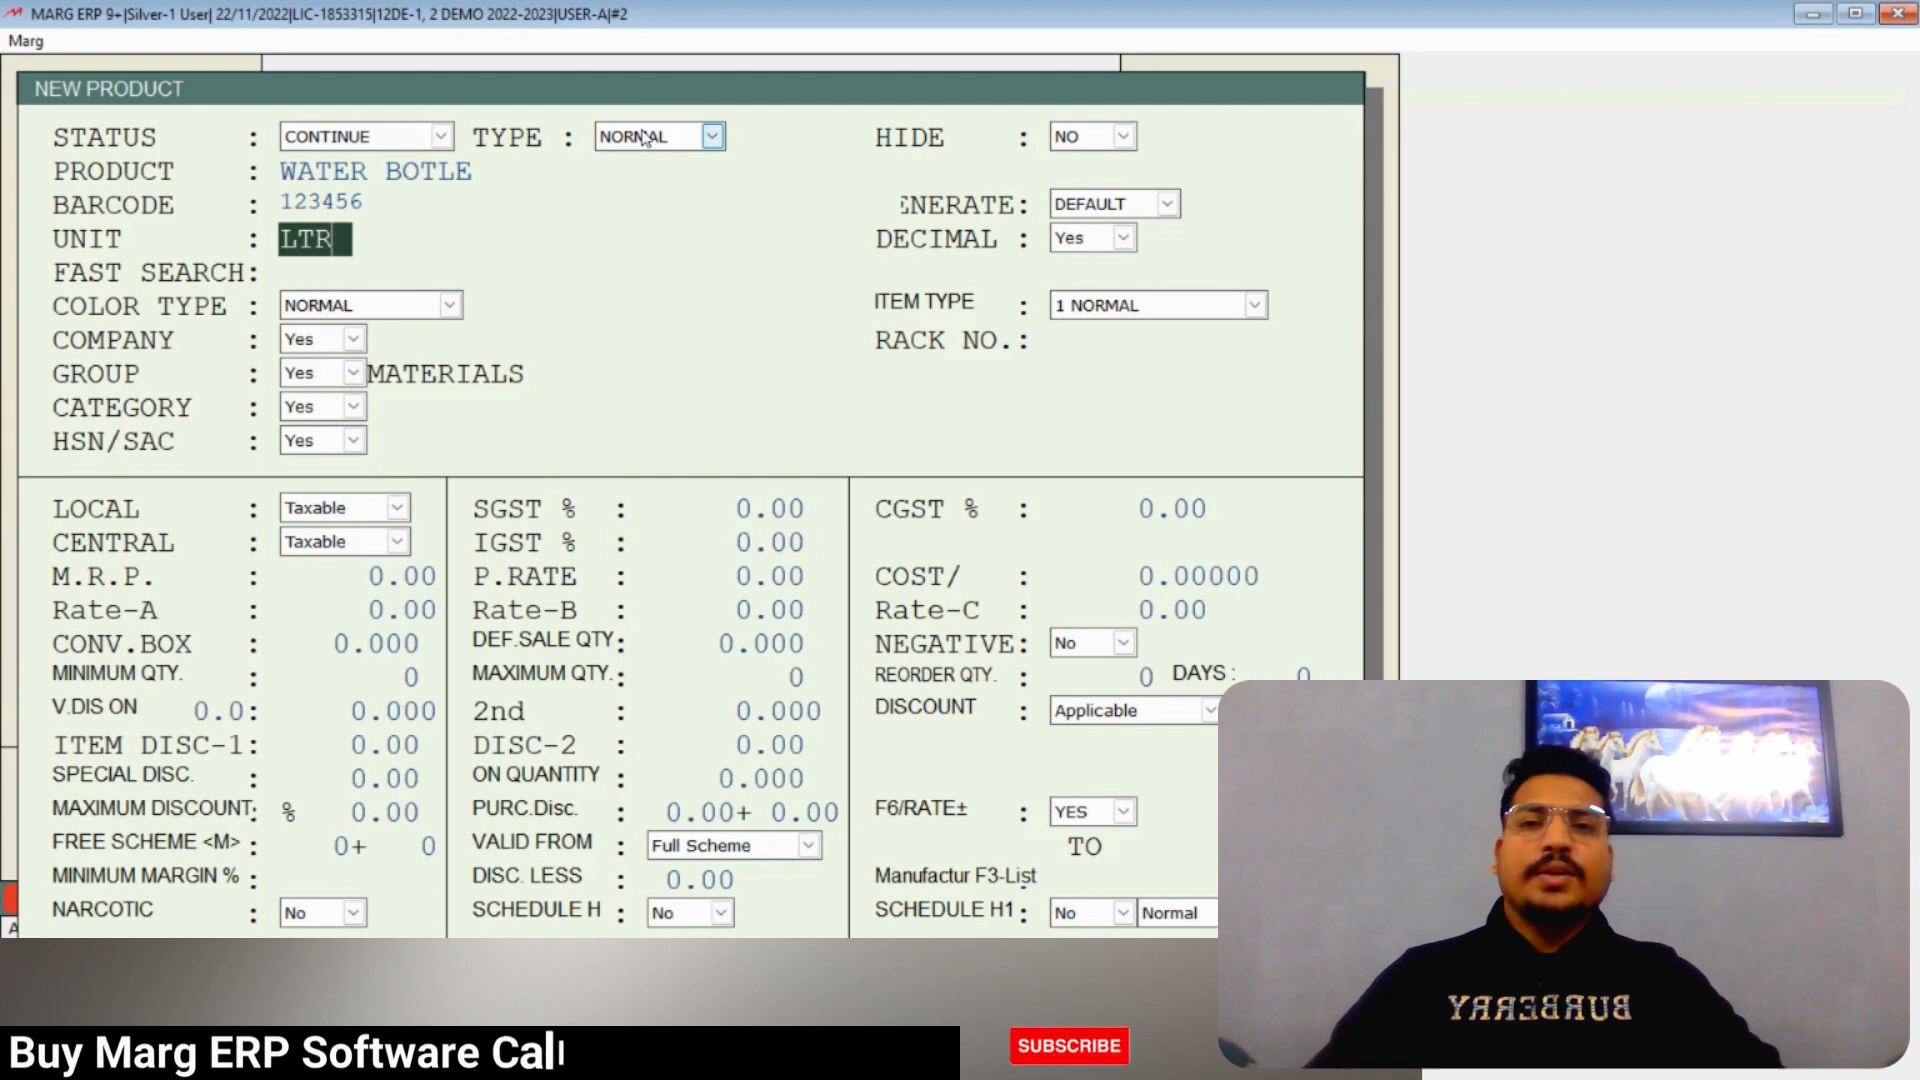 MARG ERP 9+|Silver-1 User| 22/11/2022|LIC-1853315|12DE-1, 2 DEMO 2022-2023|USER-A|#2
Marg
NEW PRODUCT
STATUS : CONTINUE TYPE : NORMAL HIDE : NO
PRODUCT : WATER BOTLE
BARCODE : 123456 ENERATE: DEFAULT
UNIT : LTR DECIMAL : Yes
FAST SEARCH:
COLOR TYPE : NORMAL ITEM TYPE : 1 NORMAL
COMPANY : Yes RACK NO.:
GROUP : Yes MATERIALS
CATEGORY : Yes
HSN/SAC : Yes
LOCAL : Taxable SGST % : 0.00 CGST % : 0.00
CENTRAL : Taxable IGST % : 0.00
M.R.P. : 0.00 P.RATE : 0.00 COST/ : 0.00000
Rate-A : 0.00 Rate-B : 0.00 Rate-C : 0.00
CONV.BOX : 0.000 DEF.SALE QTY: 0.000 NEGATIVE: No
MINIMUM QTY. : 0 MAXIMUM QTY.: 0 REORDER QTY. : 0 DAYS : 0
V.DIS ON 0.0: 0.000 2nd : 0.000 DISCOUNT : Applicable
ITEM DISC-1: 0.00 DISC-2 : 0.00
SPECIAL DISC. : 0.00 ON QUANTITY : 0.000
MAXIMUM DISCOUNT: % 0.00 PURC.Disc. : 0.00+ 0.00 F6/RATE± : YES
FREE SCHEME <M> : 0+ 0 VALID FROM : Full Scheme TO
MINIMUM MARGIN % : DISC. LESS : 0.00 Manufactur F3-List
NARCOTIC : No SCHEDULE H : No SCHEDULE H1 : No Normal
BURBERRY
Buy Marg ERP Software Call
SUBSCRIBE